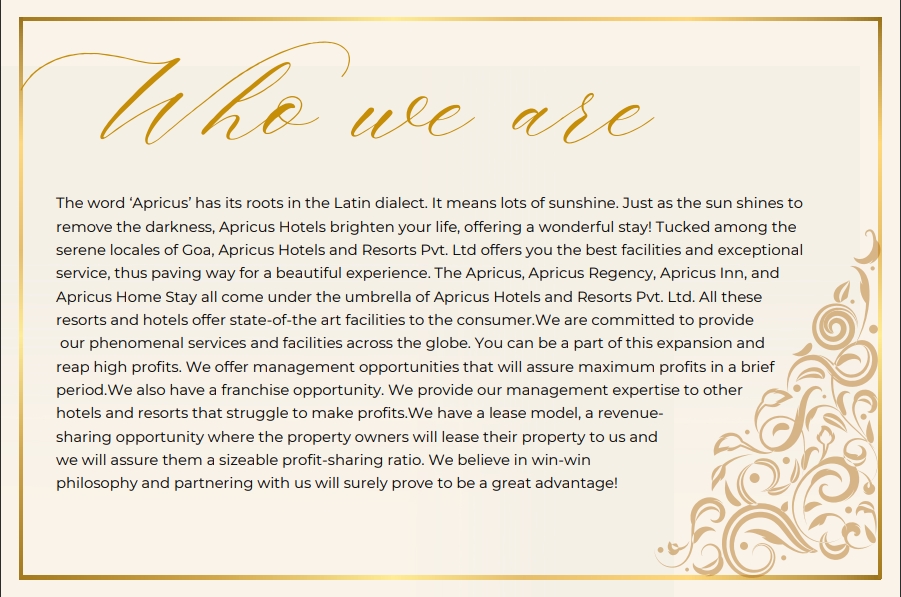 Who we are
The word ‘Apricus’ has its roots in the Latin dialect. It means lots of sunshine. Just as the sun shines to
remove the darkness, Apricus Hotels brighten your life, offering a wonderful stay! Tucked among the
serene locales of Goa, Apricus Hotels and Resorts Pvt. Ltd offers you the best facilities and exceptional
service, thus paving way for a beautiful experience. The Apricus, Apricus Regency, Apricus Inn, and
Apricus Home Stay all come under the umbrella of Apricus Hotels and Resorts Pvt. Ltd. All these
resorts and hotels offer state-of-the art facilities to the consumer.We are committed to provide
our phenomenal services and facilities across the globe. You can be a part of this expansion and
reap high profits. We offer management opportunities that will assure maximum profits in a brief
period.We also have a franchise opportunity. We provide our management expertise to other
hotels and resorts that struggle to make profits.We have a lease model, a revenue-
sharing opportunity where the property owners will lease their property to us and
we will assure them a sizeable profit-sharing ratio. We believe in win-win
philosophy and partnering with us will surely prove to be a great advantage!